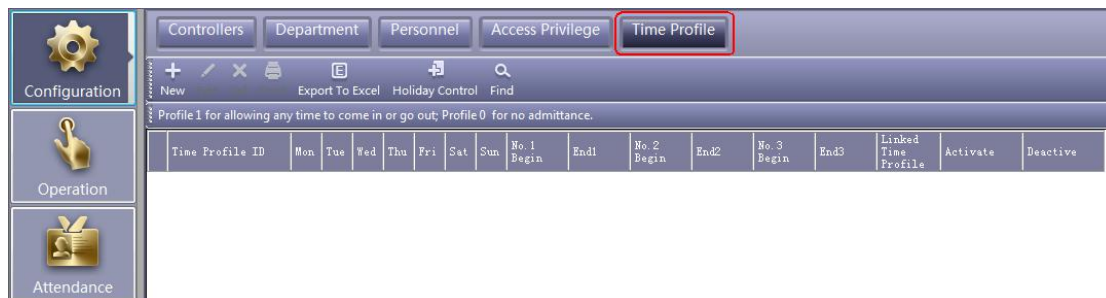 Controllers Department Personnel Access Privilege Time Profile
New Export To Excel Holiday Control Find
Profile 1 for allowing any time to come in or go out; Profile 0 for no admittance.
Time Profile ID Mon Tue Wed Thu Fri Sat Sun No.1 Begin End1 No.2 Begin End2 No.3 Begin End3 Linked Time Profile Activate Deactive
Configuration
Operation
Attendance